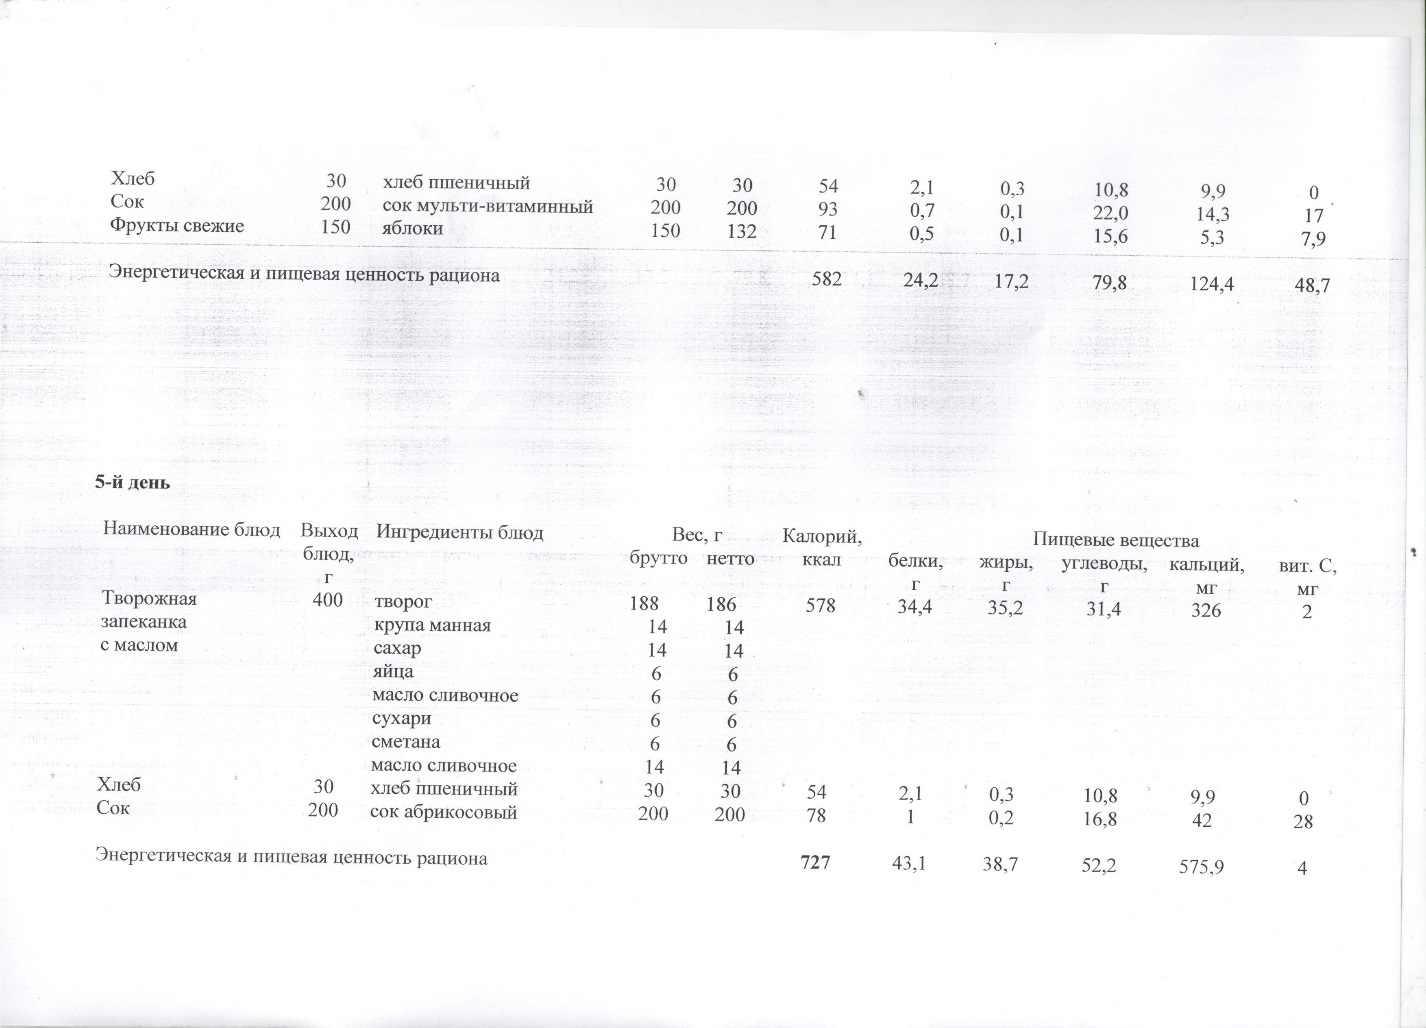 Хлеб 30 хлеб пшеничный 30 30 54 2,1 0,3 10,8 9,9 0
Сок 200 сок мульти-витаминный 200 200 93 0,7 0,1 22,0 14,3 17
Фрукты свежие 150 яблоки 150 132 71 0,5 0,1 15,6 5,3 7,9
Энергетическая и пищевая ценность рациона 582 24,2 17,2 79,8 124,4 48,7
5-й день
Наименование блюд Выход Ингредиенты блюд Вес, г Калорий, Пищевые вещества
блюд, брутто нетто ккал белки, жиры, углеводы, кальций, вит. С,
г г г г мг мг
Творожная 400 творог 188 186 578 34,4 35,2 31,4 326 2
запеканка крупа манная 14 14
с маслом сахар 14 14
яйца 6 6
масло сливочное 6 6
сухари 6 6
сметана 6 6
масло сливочное 14 14
Хлеб 30 хлеб пшеничный 30 30 54 2,1 0,3 10,8 9,9 0
Сок 200 сок абрикосовый 200 200 78 1 0,2 16,8 42 28
Энергетическая и пищевая ценность рациона 727 43,1 38,7 52,2 575,9 4